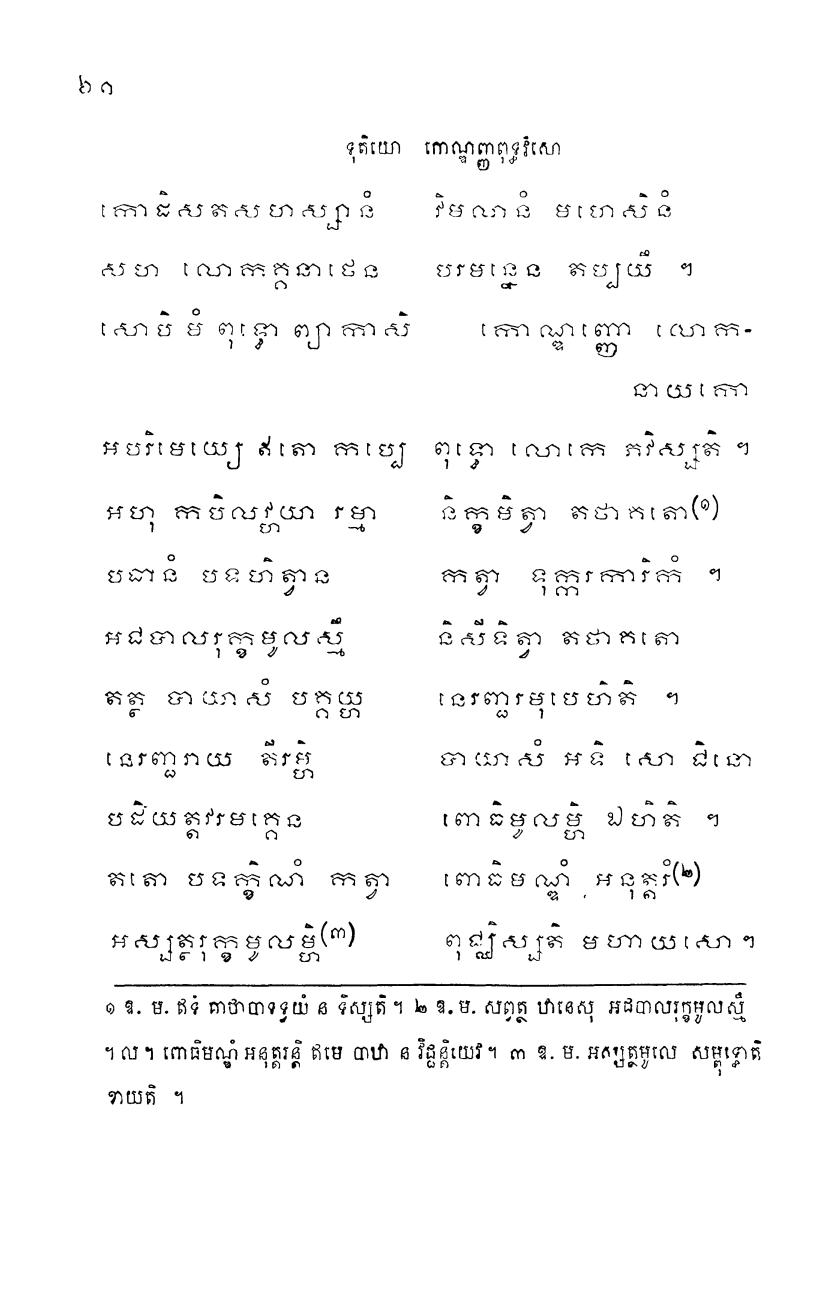 ៦១
ទុតិយោ កោណ្ឌញ្ញពុទ្ធវំសោ
កោដិសតសហស្សានំ វិមលានំ មហេសិនំ
សហ លោកគ្គនាថេន បរមន្នេន តប្បយឹ ។
សោបិ មំ ពុទ្ធោ ព្យាកាសិ កោណ្ឌញ្ញោ លោក-
នាយកោ
អបរិមេយ្យេ ឥតោ កប្បេ ពុទ្ធោ លោកេ ភវិស្សតិ ។
អហុ កបិលវ្ហយា រម្មា និក្ខមិត្វា តថាគតោ(១)
បធានំ បទហិត្វាន កត្វា ទុក្ករការិកំ ។
អជបាលរុក្ខមូលស្មឹ និសីទិត្វា តថាគតោ
តត្ថ បាយាសំ បគ្គយ្ហ នេរញ្ជរមុបេហិតិ ។
នេរញ្ជរាយ តីរម្ហិ បាយាសំ អទិ សោ ជិនោ
បដិយត្តវរមគ្គេន ពោធិមូលម្ហិ ឯហិតិ ។
តតោ បទក្ខិណំ កត្វា ពោធិមណ្ឌំ អនុត្តរំ(២)
អស្សត្ថរុក្ខមូលម្ហិ(៣) ពុជ្ឈិស្សតិ មហាយសោ។
១ ឱ. ម. ឥទំ គាថាបាទទ្វយំ ន ទិស្សតិ។ ២ ឱ. ម. សព្វត្ថ ឋានេសុ អជបាលរុក្ខមូលស្មឹ
។ល។ ពោធិមណ្ឌំ អនុត្តរន្តិ ឥមេ បាឋា ន វិជ្ជន្តិយេវ។ ៣ ឱ. ម. អស្សត្ថមូលេ សម្ពុទ្ធោតិ
ខាយតិ ។